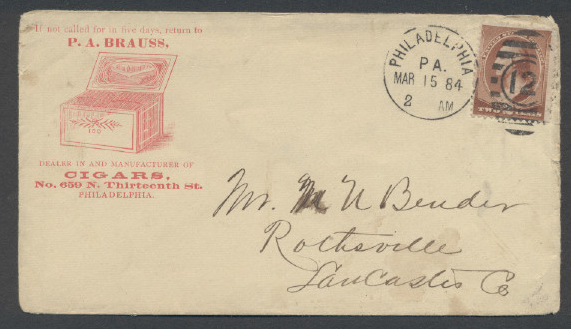 If not called for in five days, return to
P. A. BRAUSS,
100
DEALER IN AND MANUFACTURER OF
CIGARS,
No. 659 N. Thirteenth St.
PHILADELPHIA.
PHILADELPHIA
PA.
MAR 15 84
2 AM
12
Mr. M N Bender
Rothsville
Lancaster Co